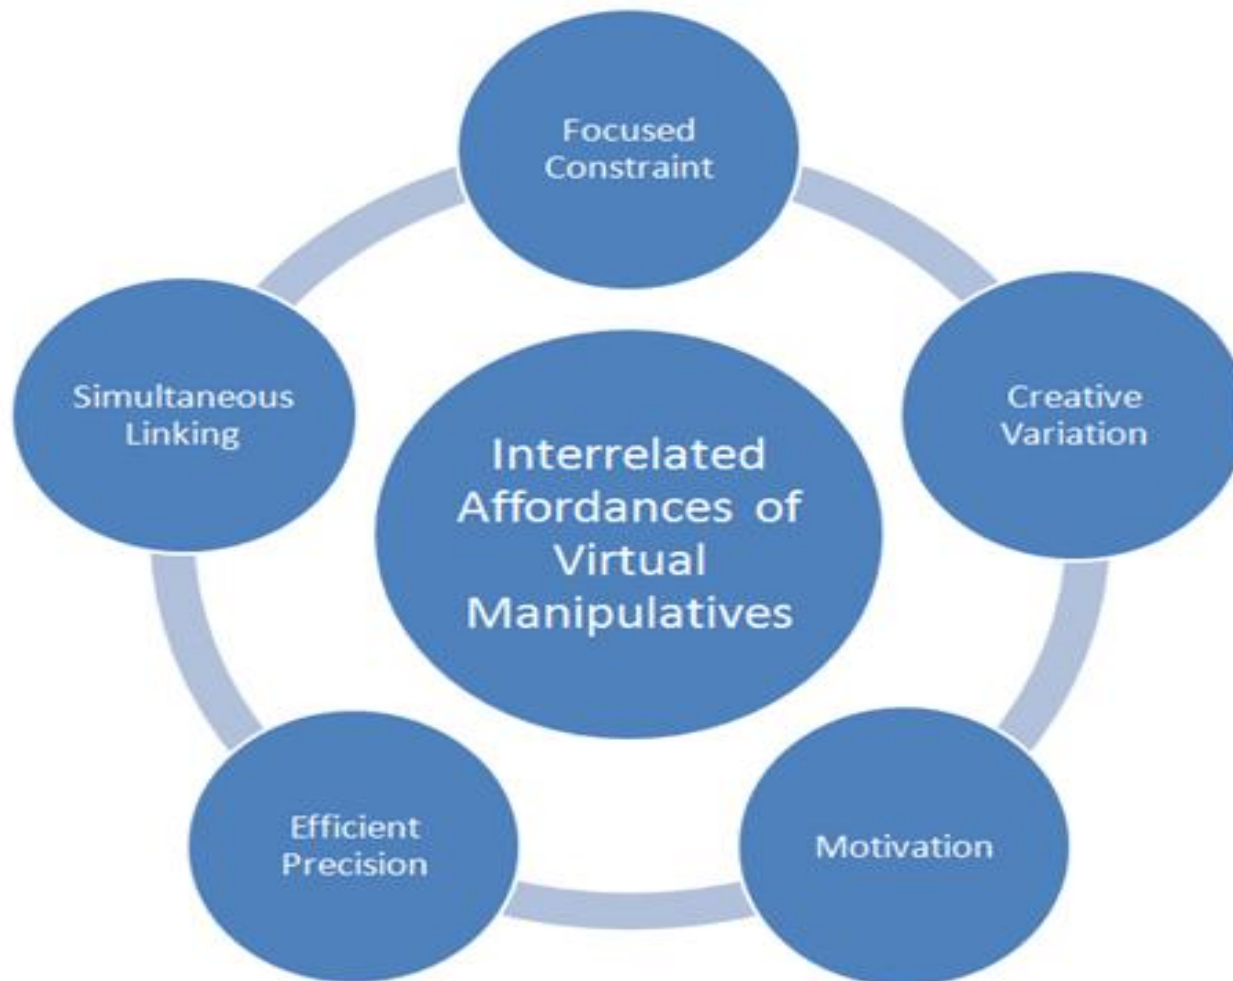 Focused
Constraint
Simultaneous
Linking
Creative
Variation
Interrelated
Affordances of
Virtual
Manipulatives
Efficient
Precision
Motivation